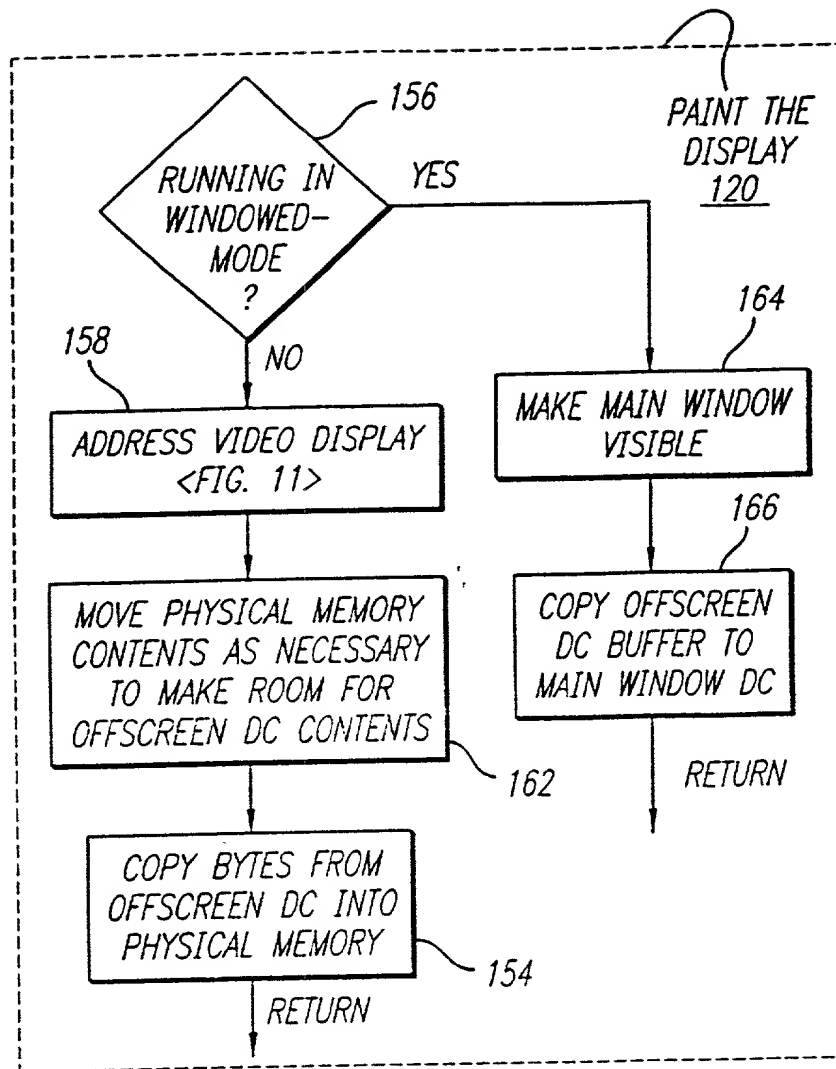 PAINT THE
DISPLAY
120
156
RUNNING IN
WINDOWED-
MODE
?
YES
NO
158
ADDRESS VIDEO DISPLAY
<FIG. 11>
164
MAKE MAIN WINDOW
VISIBLE
166
COPY OFFSCREEN
DC BUFFER TO
MAIN WINDOW DC
RETURN
MOVE PHYSICAL MEMORY
CONTENTS AS NECESSARY
TO MAKE ROOM FOR
OFFSCREEN DC CONTENTS
162
COPY BYTES FROM
OFFSCREEN DC INTO
PHYSICAL MEMORY
154
RETURN